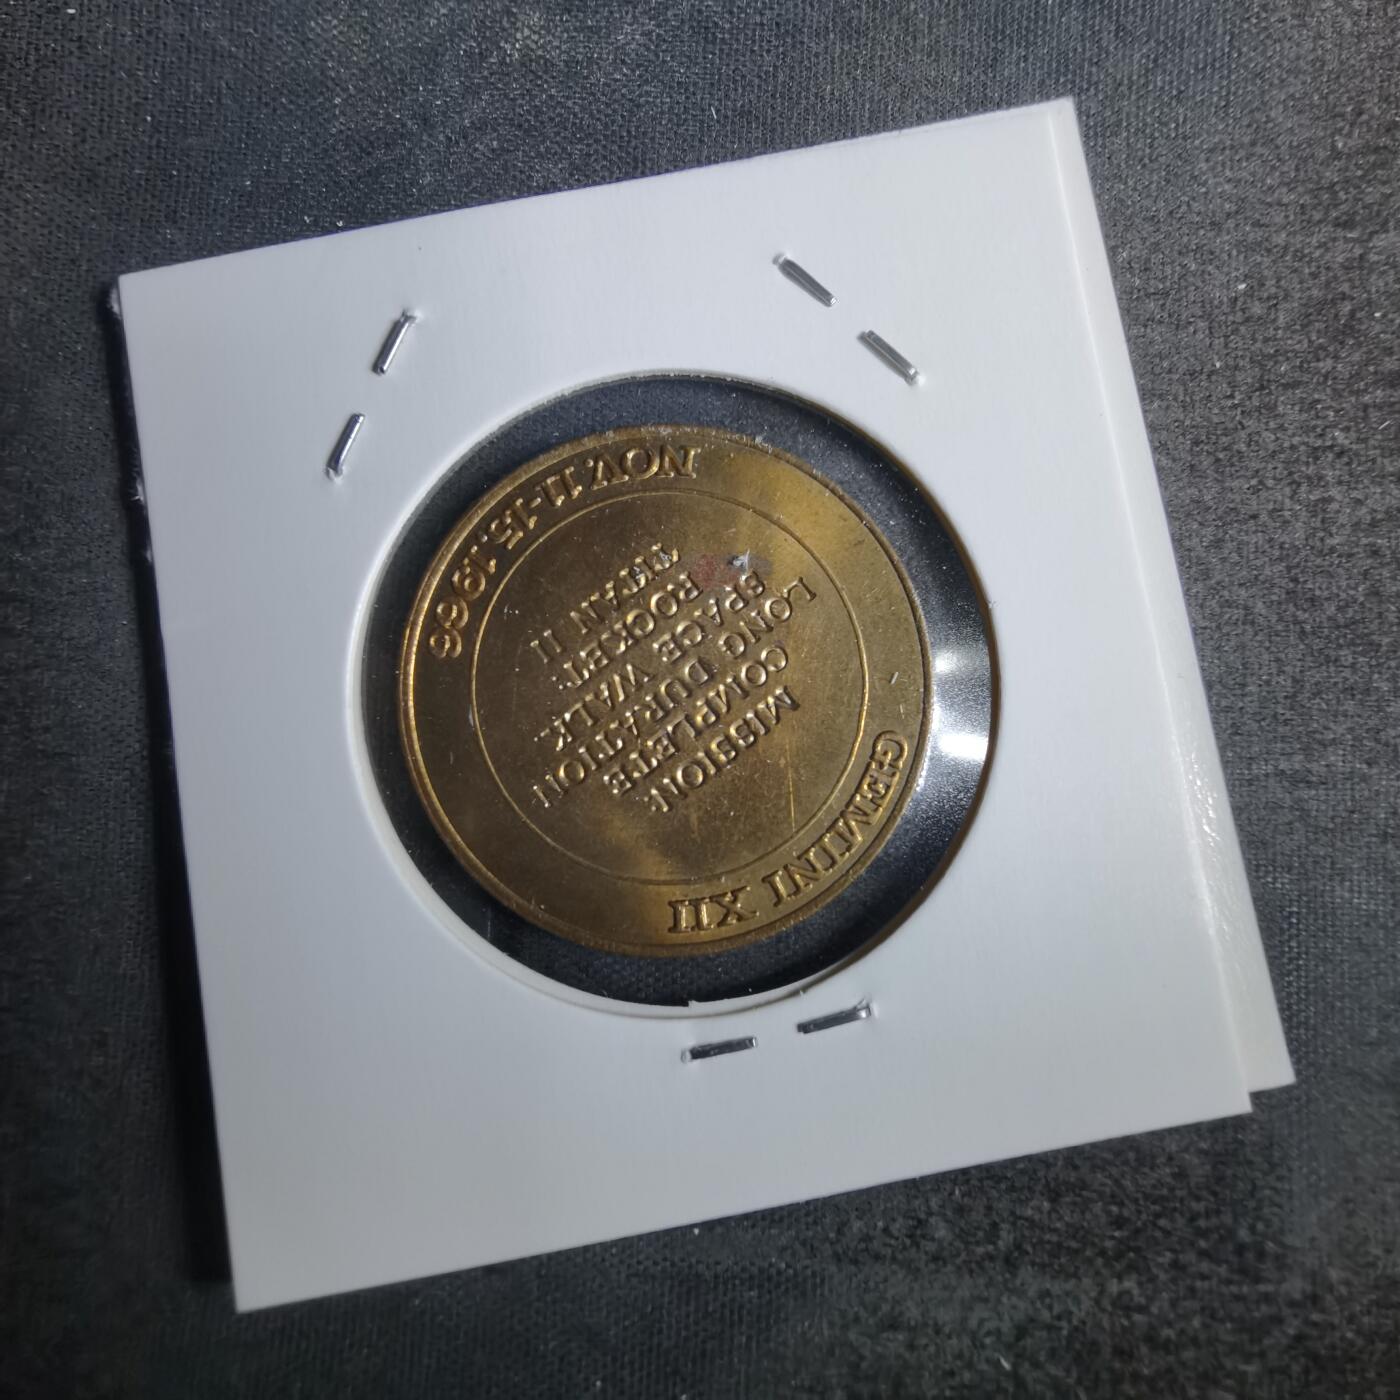 GEMINI XII
MISSION:
COMPLETE
LONG DURATION
SPACE WALK.
ROCKET:
TITAN II
NOV. 11-15, 1966